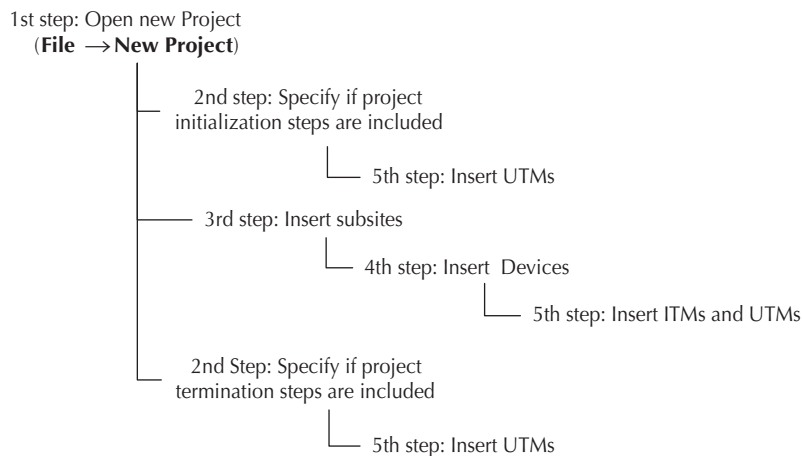 1st step: Open new Project
(File → New Project)
2nd step: Specify if project
initialization steps are included
5th step: Insert UTMs
3rd step: Insert subsites
4th step: Insert Devices
5th step: Insert ITMs and UTMs
2nd Step: Specify if project
termination steps are included
5th step: Insert UTMs